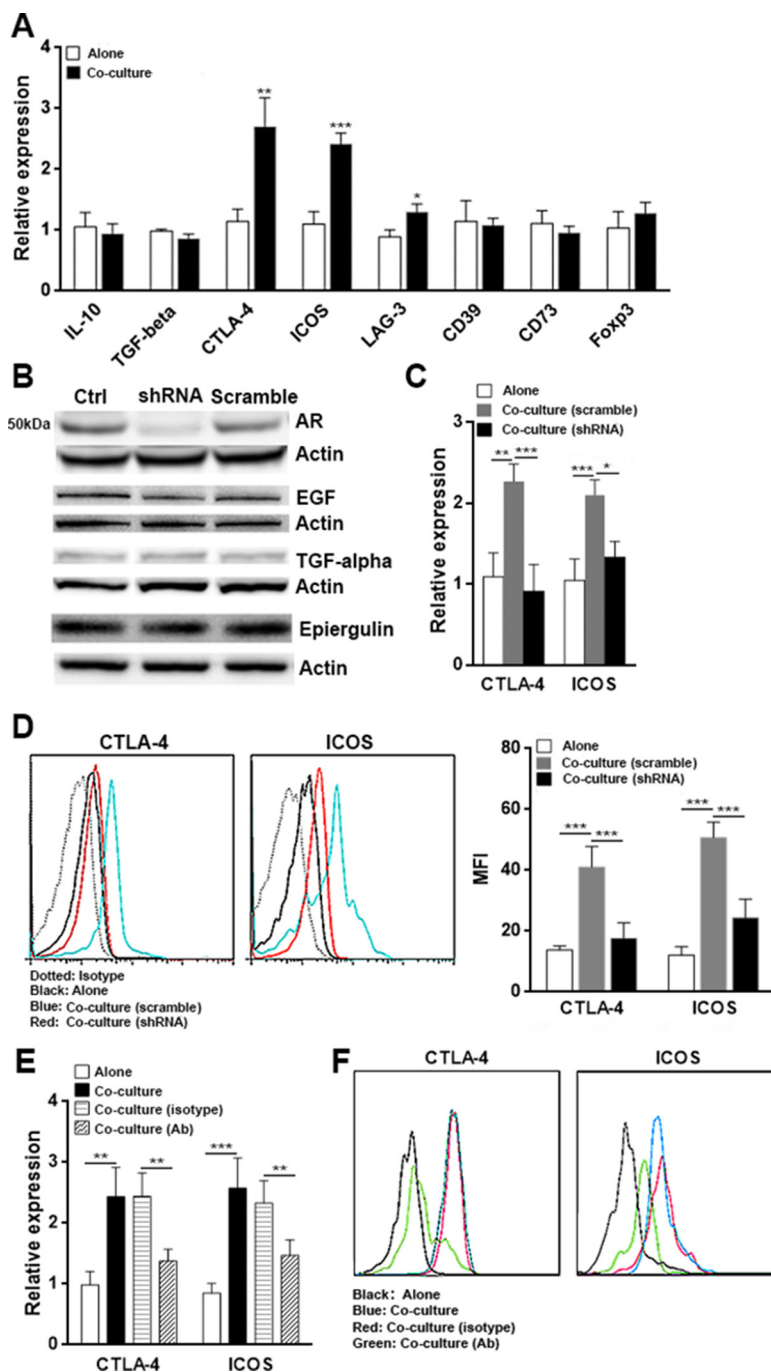 A
Alone
Co-culture
Relative expression
4
3
2
1
0
**
***
*
IL-10
TGF-beta
CTLA-4
ICOS
LAG-3
CD39
CD73
Foxp3
B
Ctrl shRNA Scramble
50kDa
AR
Actin
EGF
Actin
TGF-alpha
Actin
Epiergulin
Actin
C
Alone
Co-culture (scramble)
Co-culture (shRNA)
Relative expression
3
2
1
0
** ***
*** *
CTLA-4 ICOS
D
CTLA-4
ICOS
Dotted: Isotype
Black: Alone
Blue: Co-culture (scramble)
Red: Co-culture (shRNA)
Alone
Co-culture (scramble)
Co-culture (shRNA)
MFI
80
60
40
20
0
*** ***
*** ***
CTLA-4 ICOS
E
Alone
Co-culture
Co-culture (isotype)
Co-culture (Ab)
Relative expression
4
3
2
1
0
** **
*** **
CTLA-4 ICOS
F
CTLA-4
ICOS
Black: Alone
Blue: Co-culture
Red: Co-culture (isotype)
Green: Co-culture (Ab)